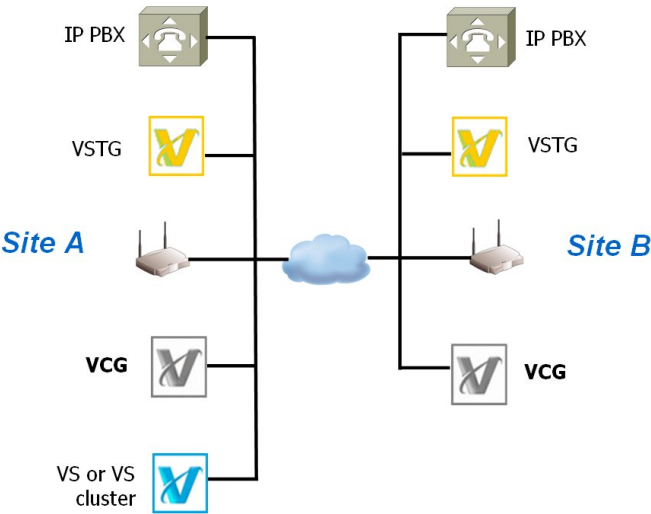 IP PBX
IP PBX
VSTG
VSTG
Site A
Site B
VCG
VCG
VS or VS
cluster